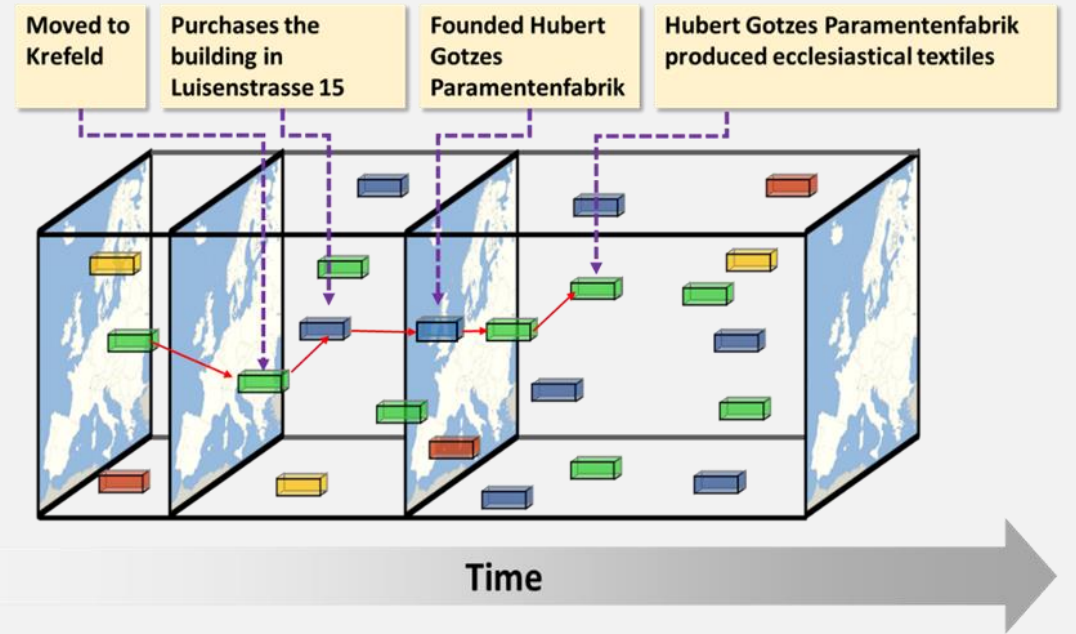 Moved to
Krefeld
Purchases the
building in
Luisenstrasse 15
Founded Hubert
Gotzes
Paramentenfabrik
Hubert Gotzes Paramentenfabrik
produced ecclesiastical textiles
Time